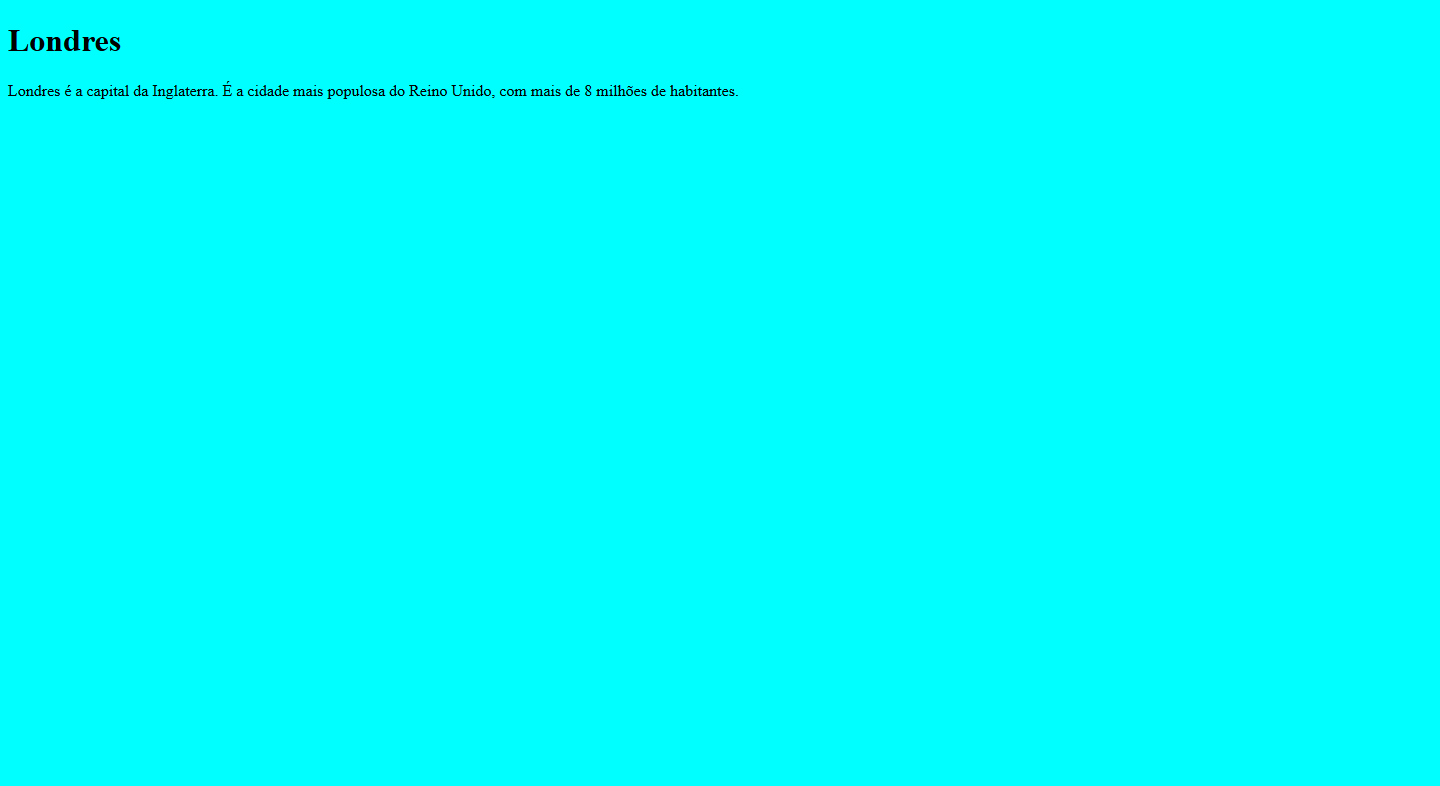 Londres
Londres é a capital da Inglaterra. É a cidade mais populosa do Reino Unido, com mais de 8 milhões de habitantes.